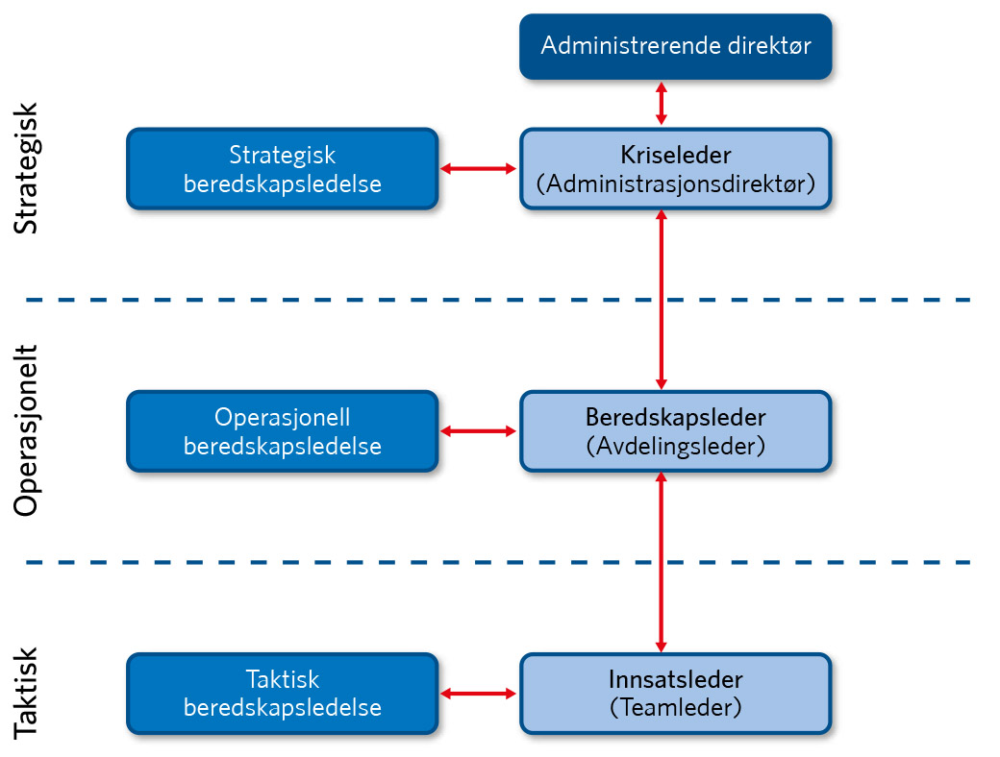 Administrerende direktør
Strategisk
Strategisk
beredskapsledelse
Kriseleder
(Administrasjonsdirektør)
Operasjonelt
Operasjonell
beredskapsledelse
Beredskapsleder
(Avdelingsleder)
Taktisk
Taktisk
beredskapsledelse
Innsatsleder
(Teamleder)